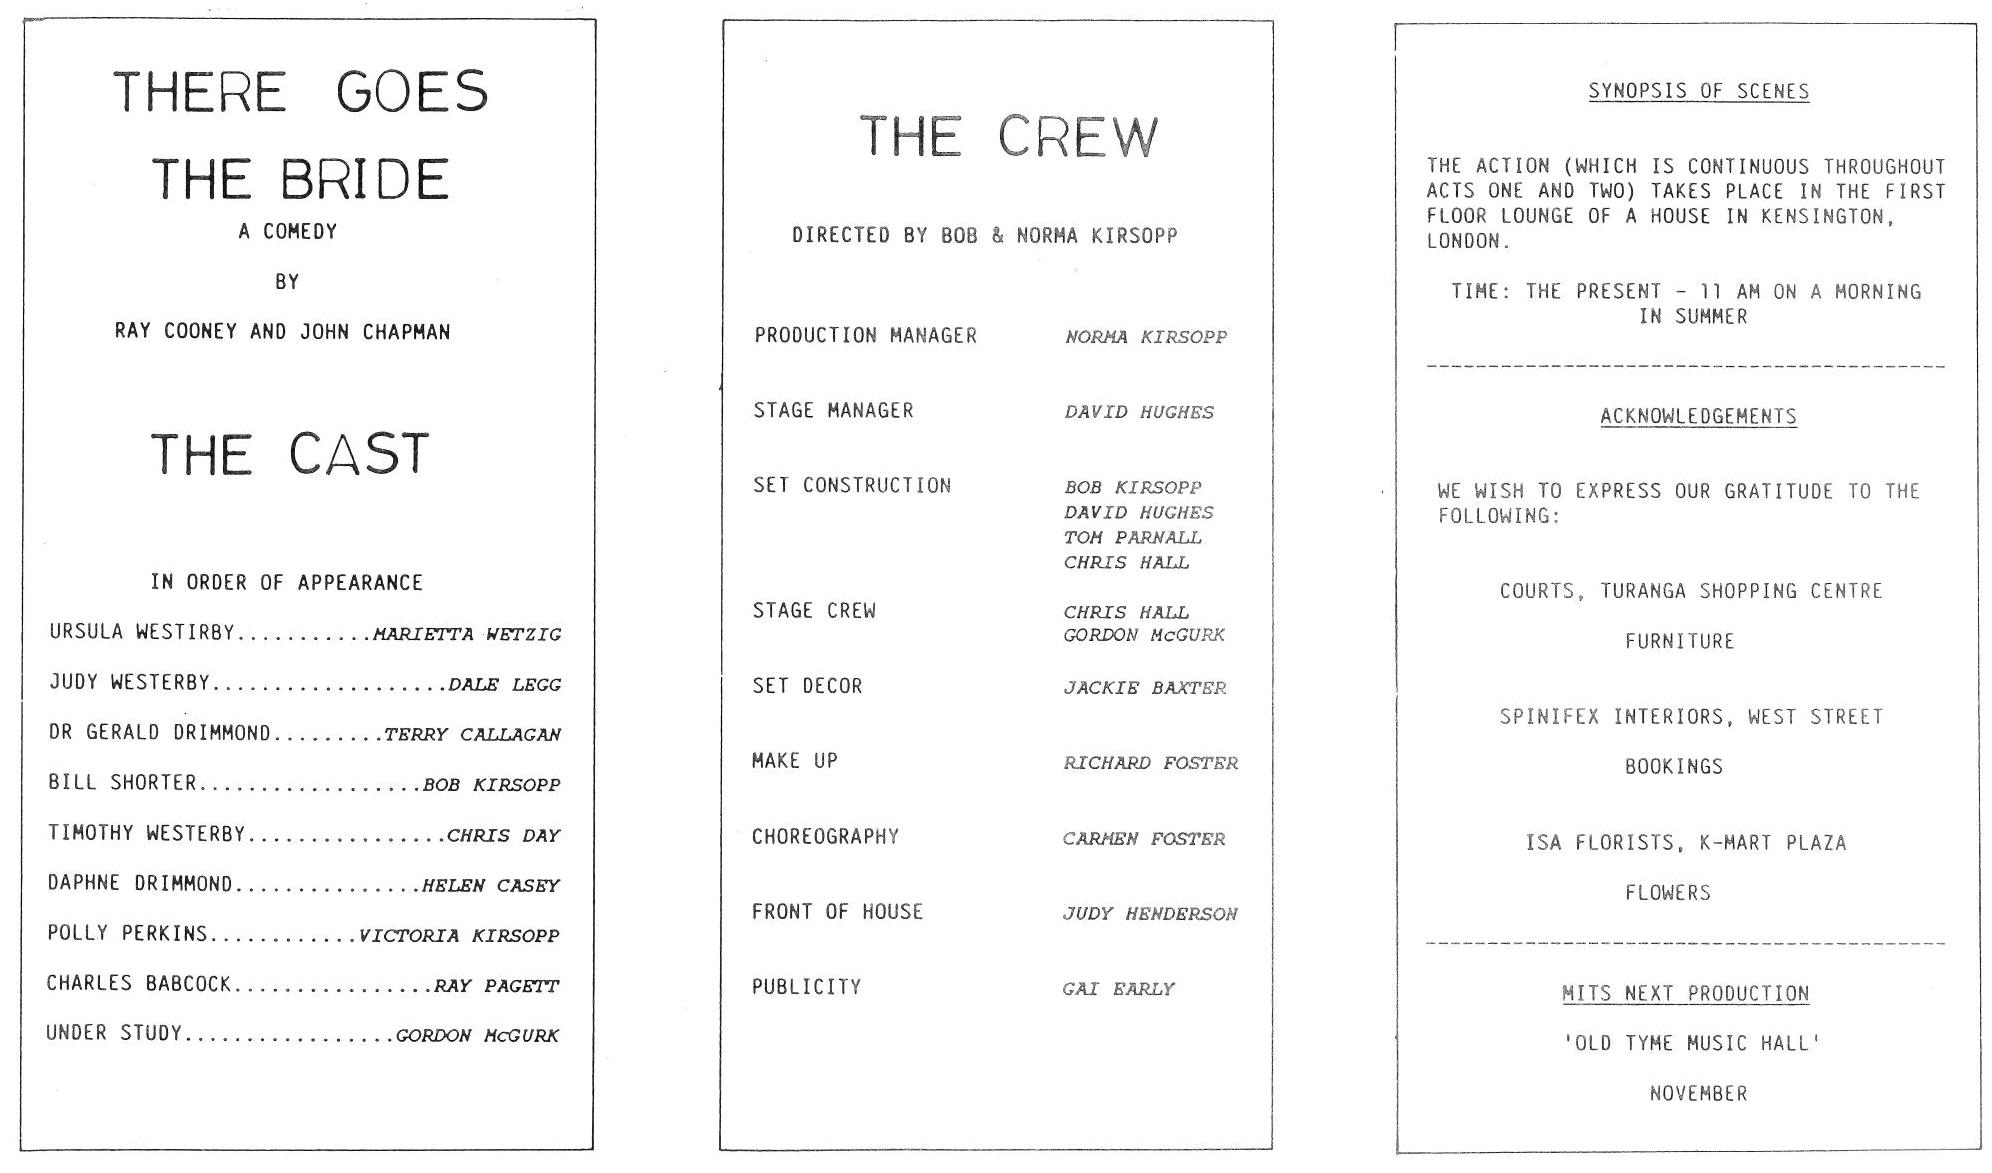 THERE GOES
THE BRIDE
A COMEDY
BY
RAY COONEY AND JOHN CHAPMAN
THE CAST
IN ORDER OF APPEARANCE
URSULA WESTIRBY...........MARIETTA WETZIG
JUDY WESTERBY...................DALE LEGG
DR GERALD DRIMMOND.........TERRY CALLAGAN
BILL SHORTER..................BOB KIRSOPP
TIMOTHY WESTERBY................CHRIS DAY
DAPHNE DRIMMOND...............HELEN CASEY
POLLY PERKINS............VICTORIA KIRSOPP
CHARLES BABCOCK................RAY PAGETT
UNDER STUDY.................GORDON McGURK
THE CREW
DIRECTED BY BOB & NORMA KIRSOPP
PRODUCTION MANAGER NORMA KIRSOPP
STAGE MANAGER DAVID HUGHES
SET CONSTRUCTION BOB KIRSOPP
DAVID HUGHES
TOM PARNALL
CHRIS HALL
STAGE CREW CHRIS HALL
GORDON McGURK
SET DECOR JACKIE BAXTER
MAKE UP RICHARD FOSTER
CHOREOGRAPHY CARMEN FOSTER
FRONT OF HOUSE JUDY HENDERSON
PUBLICITY GAI EARLY
SYNOPSIS OF SCENES
THE ACTION (WHICH IS CONTINUOUS THROUGHOUT
ACTS ONE AND TWO) TAKES PLACE IN THE FIRST
FLOOR LOUNGE OF A HOUSE IN KENSINGTON,
LONDON.
TIME: THE PRESENT - 11 AM ON A MORNING
IN SUMMER
ACKNOWLEDGEMENTS
WE WISH TO EXPRESS OUR GRATITUDE TO THE
FOLLOWING:
COURTS, TURANGA SHOPPING CENTRE
FURNITURE
SPINIFEX INTERIORS, WEST STREET
BOOKINGS
ISA FLORISTS, K-MART PLAZA
FLOWERS
MITS NEXT PRODUCTION
'OLD TYME MUSIC HALL'
NOVEMBER